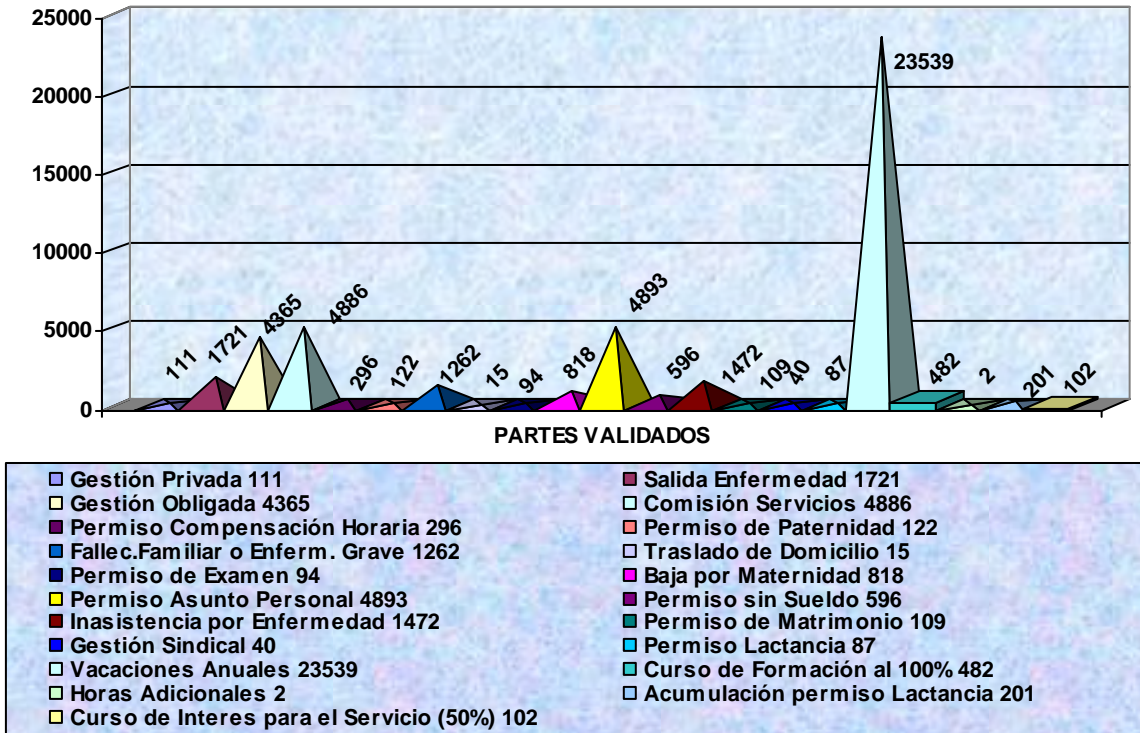 25000
20000
15000
10000
5000
0
111
1721
4365
4886
296
122
1262
15
94
818
4893
596
1472
109
40
87
23539
482
2
201
102
PARTES VALIDADOS
Gestión Privada 111
Salida Enfermedad 1721
Gestión Obligada 4365
Comisión Servicios 4886
Permiso Compensación Horaria 296
Permiso de Paternidad 122
Fallec.Familiar o Enferm. Grave 1262
Traslado de Domicilio 15
Permiso de Examen 94
Baja por Maternidad 818
Permiso Asunto Personal 4893
Permiso sin Sueldo 596
Inasistencia por Enfermedad 1472
Permiso de Matrimonio 109
Gestión Sindical 40
Permiso Lactancia 87
Vacaciones Anuales 23539
Curso de Formación al 100% 482
Horas Adicionales 2
Acumulación permiso Lactancia 201
Curso de Interes para el Servicio (50%) 102